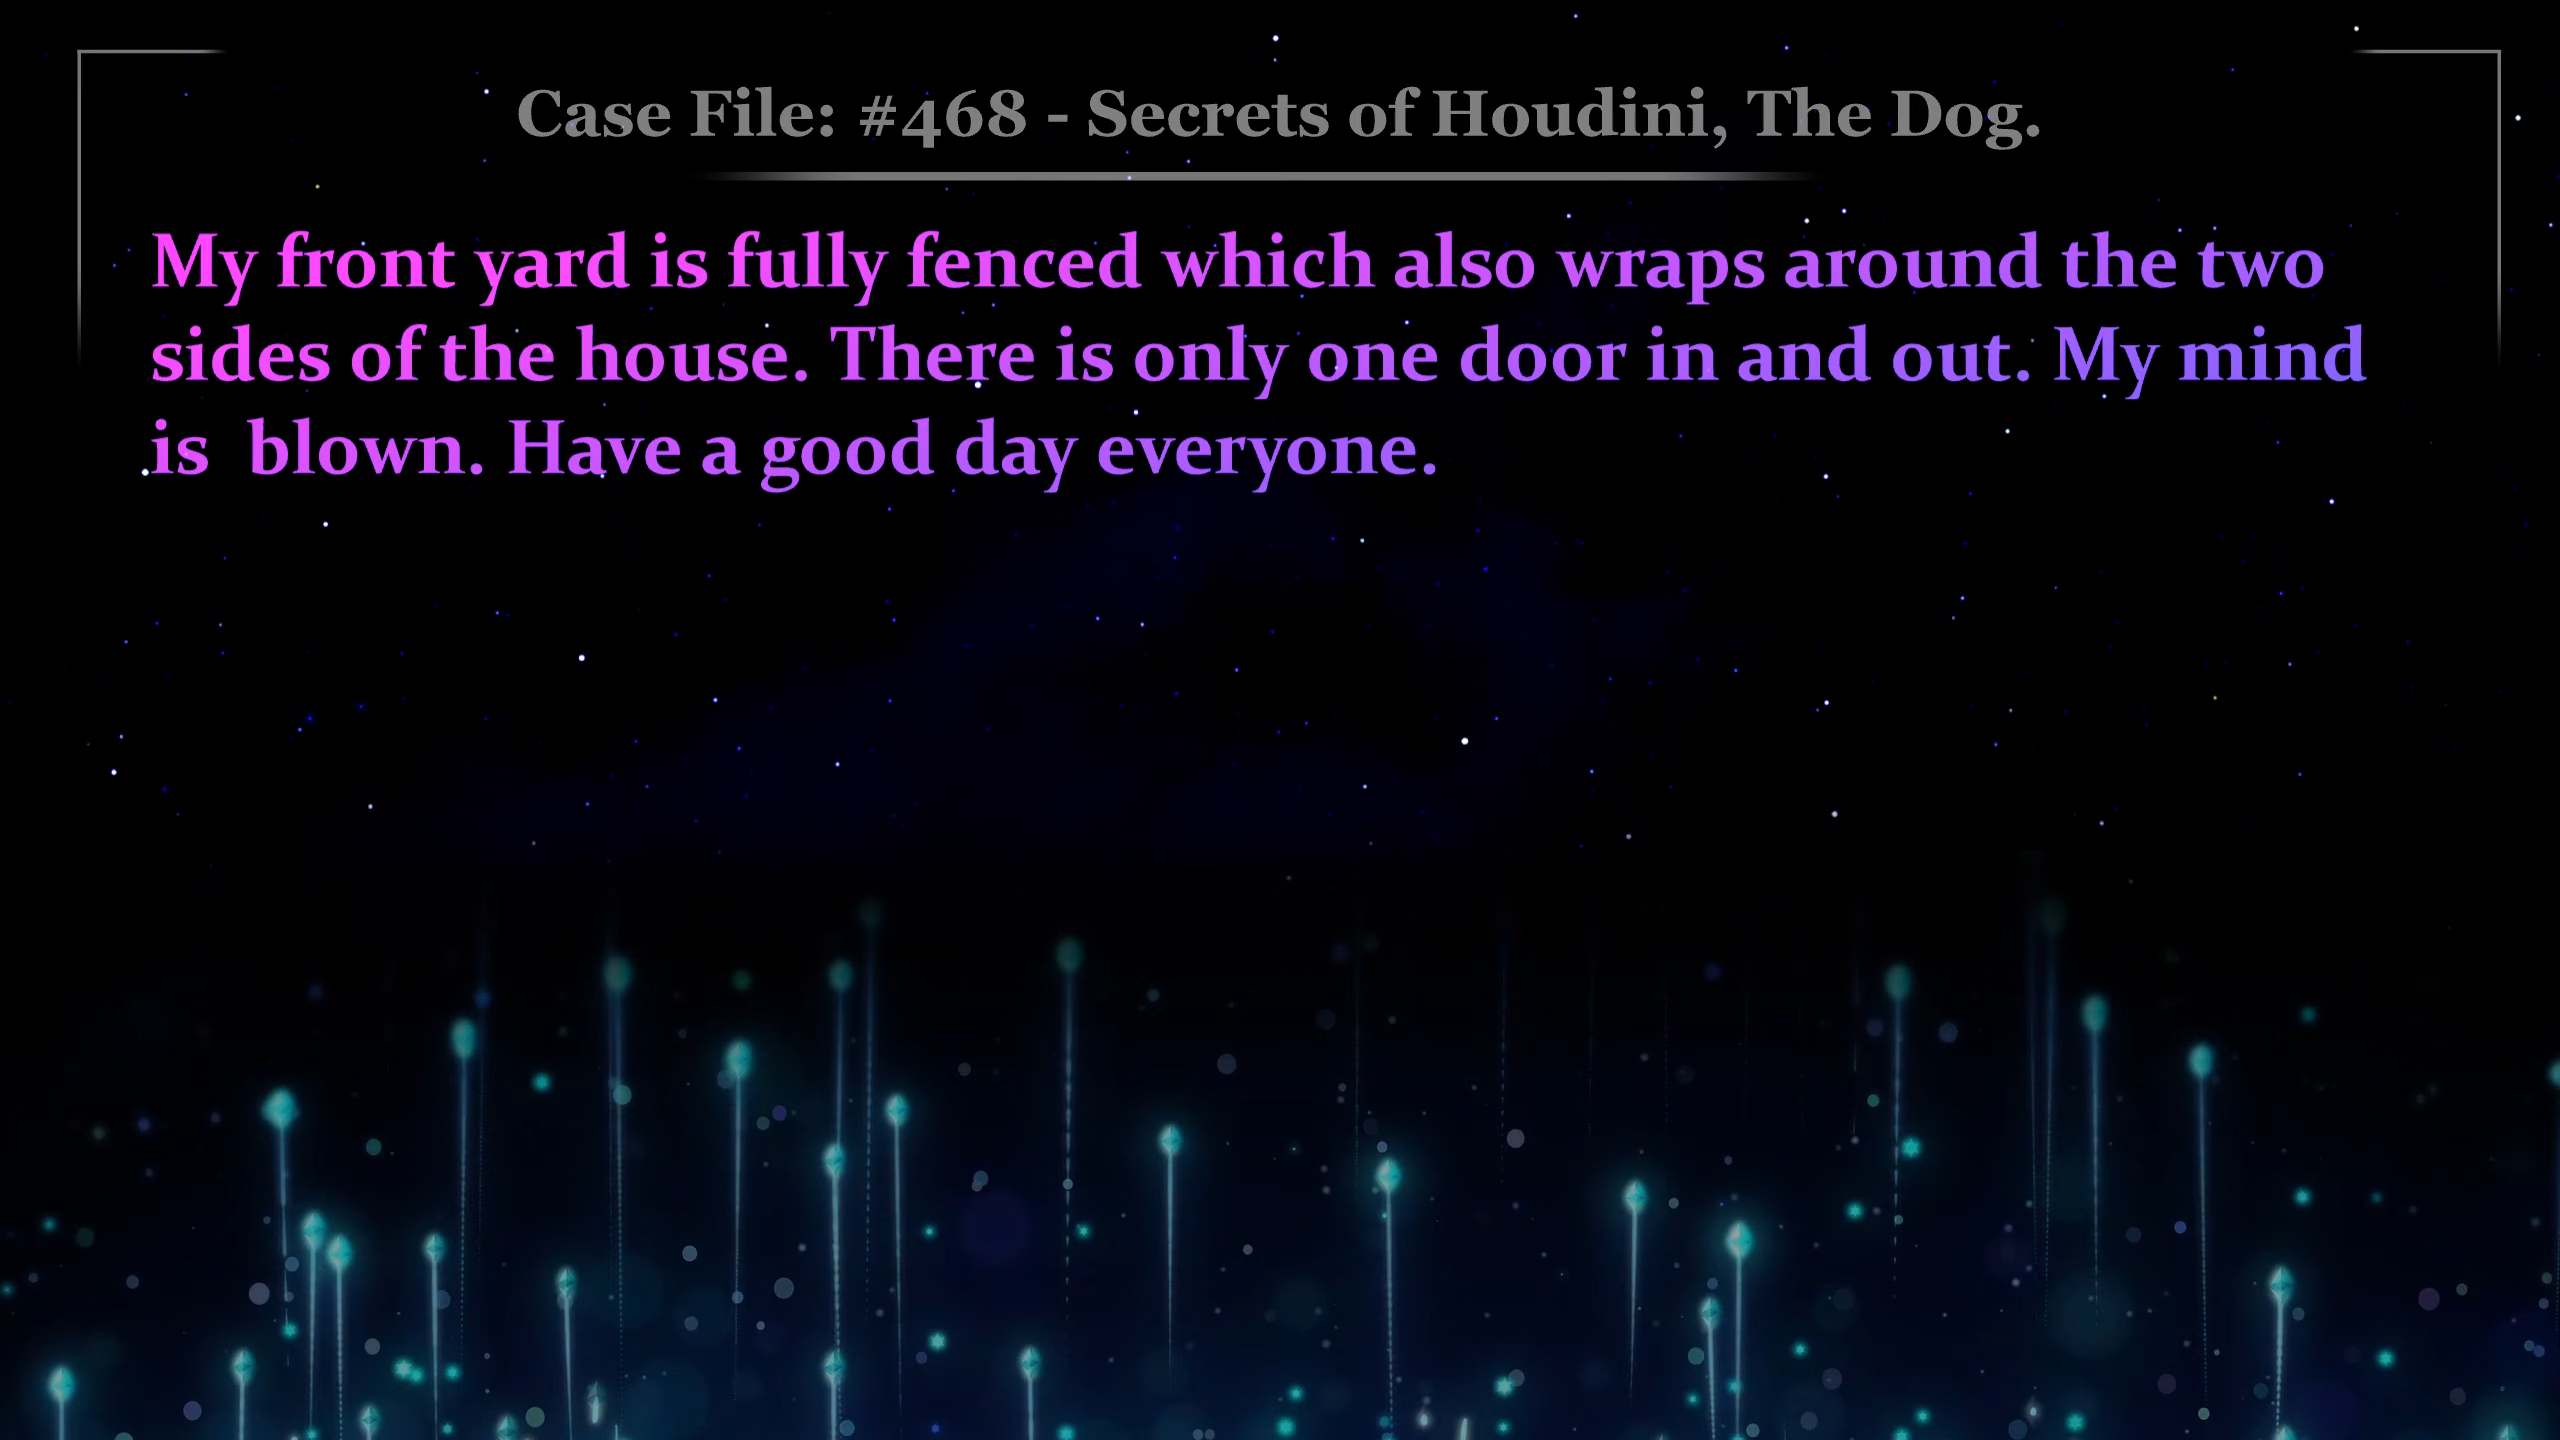 Case File: #468 - Secrets of Houdini, The Dog.
My front yard is fully fenced which also wraps around the two
sides of the house. There is only one door in and out. My mind
is  blown. Have a good day everyone.